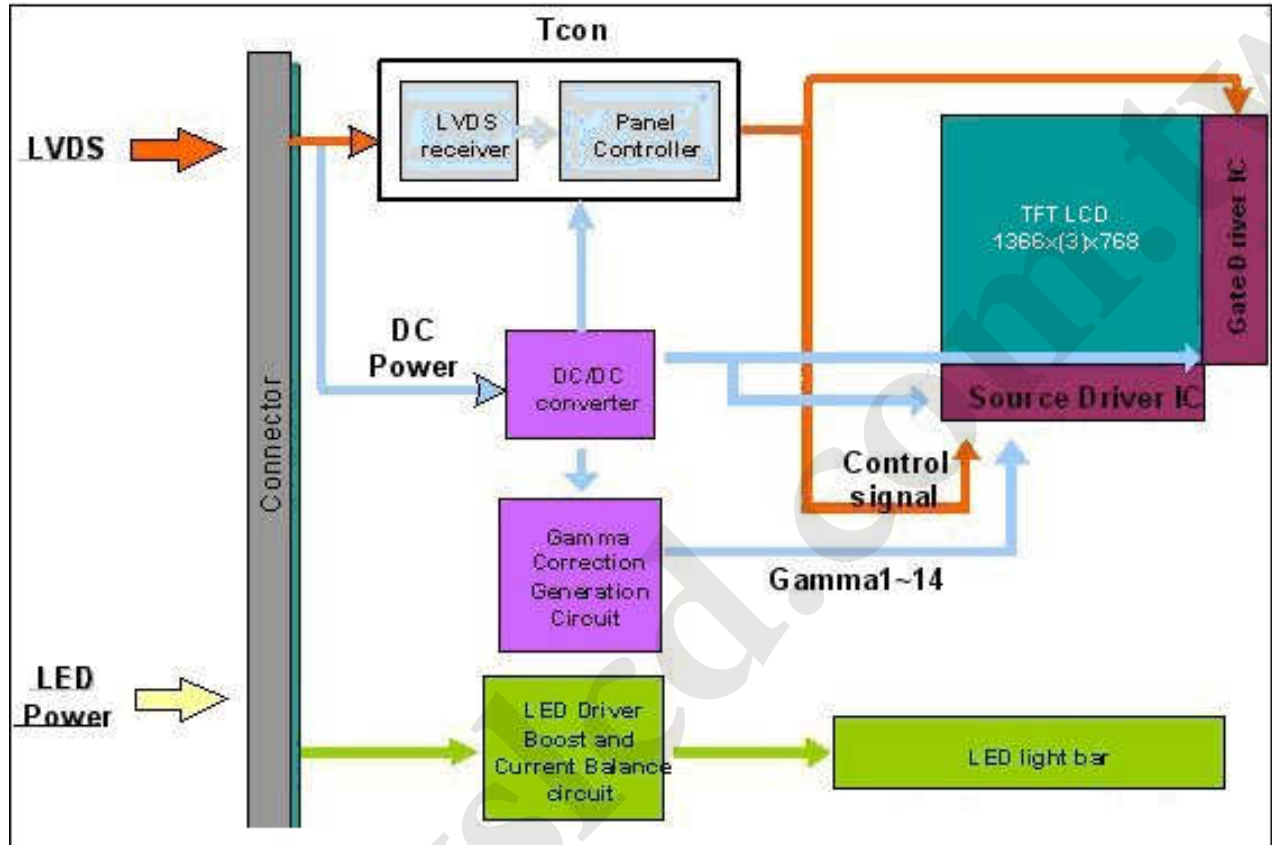 Tcon
LVDS
LVDS
receiver
Panel
Controller
TFT LCD
1366x(3)x768
Gate Driver IC
DC
Power
DC/DC
converter
Source Driver IC
Connector
Control
signal
Gamma
Correction
Generation
Circuit
Gamma1~14
LED
Power
LED Driver
Boost and
Current Balance
circuit
LED light bar